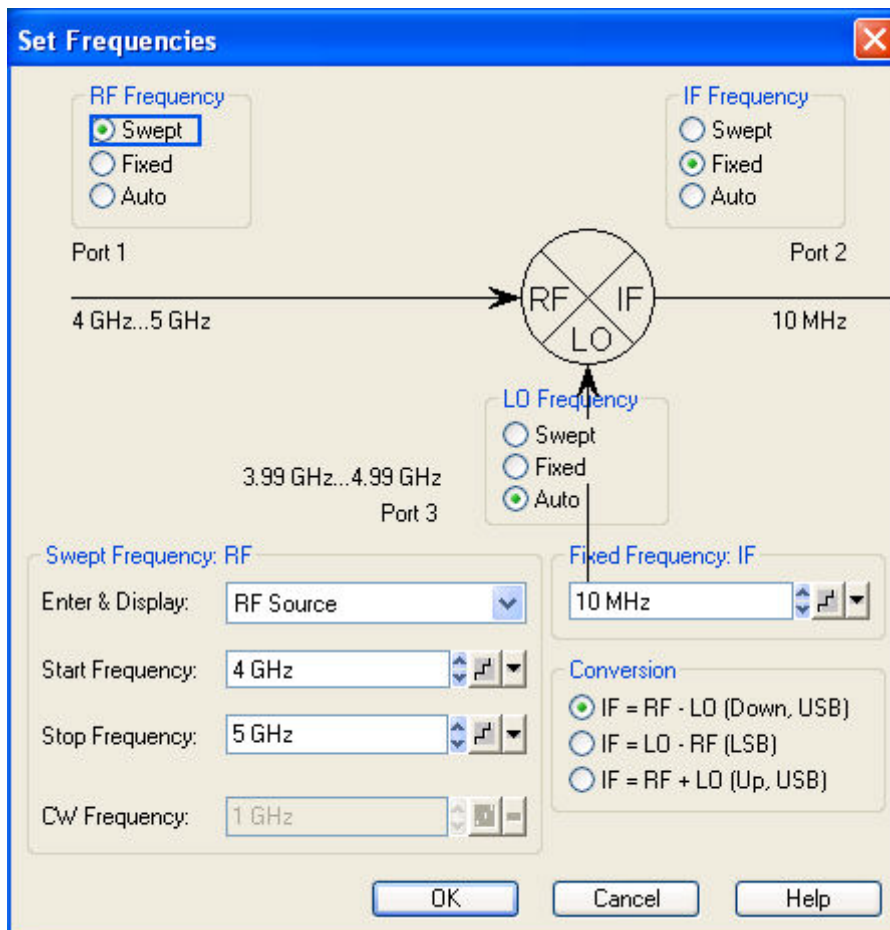 Set Frequencies
RF Frequency
Swept
Fixed
Auto
IF Frequency
Swept
Fixed
Auto
Port 1
Port 2
RF
IF
LO
4 GHz...5 GHz
10 MHz
LO Frequency
Swept
Fixed
Auto
3.99 GHz...4.99 GHz
Port 3
Swept Frequency: RF
Enter & Display:
RF Source
Start Frequency:
4 GHz
Stop Frequency:
5 GHz
CW Frequency:
1 GHz
Fixed Frequency: IF
10 MHz
Conversion
IF = RF - LO (Down, USB)
IF = LO - RF (LSB)
IF = RF + LO (Up, USB)
OK
Cancel
Help